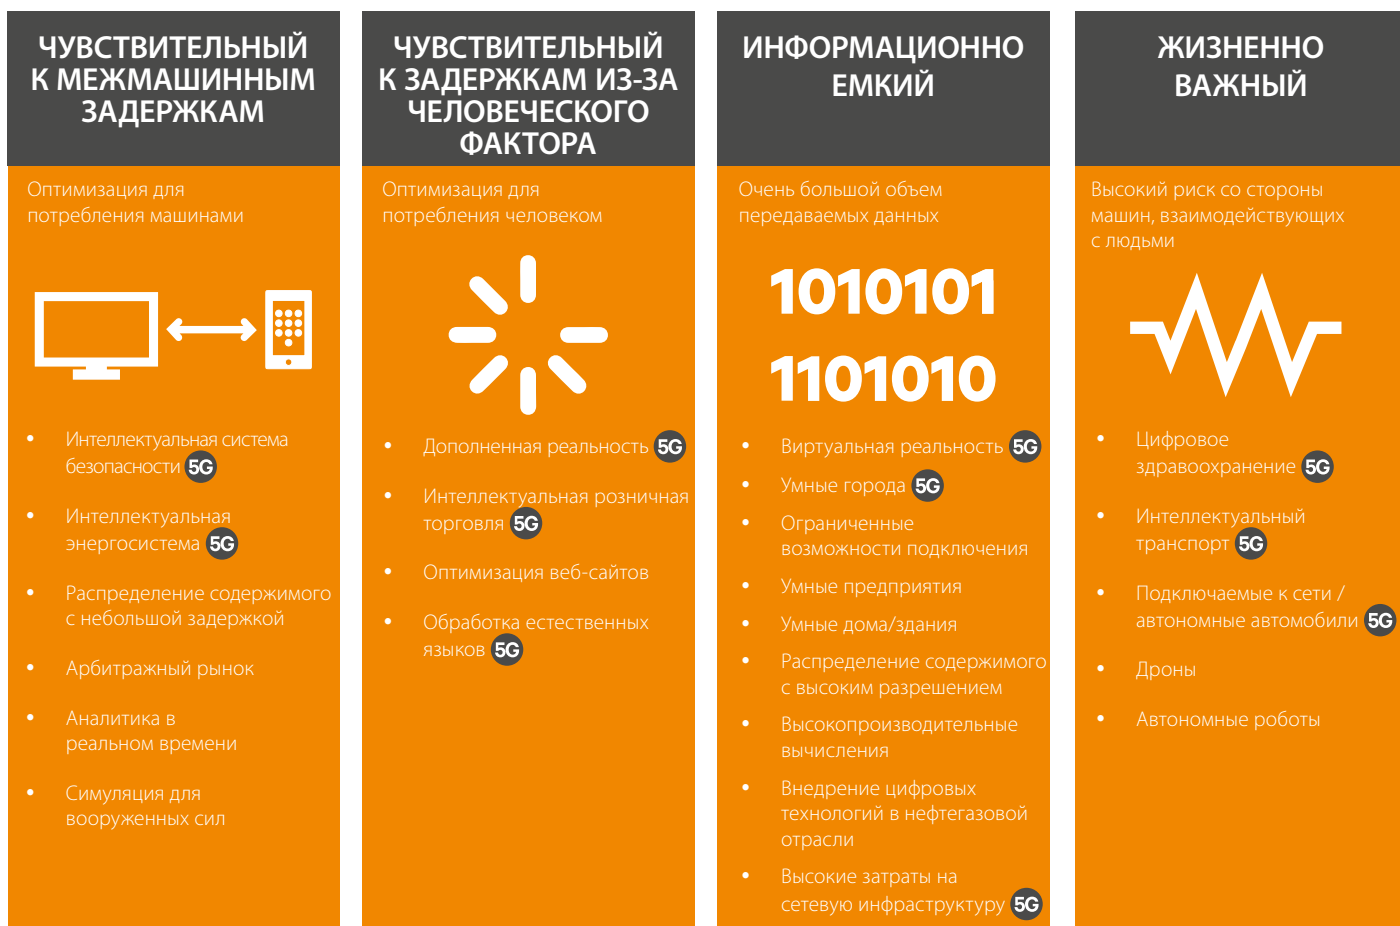 ЧУВСТВИТЕЛЬНЫЙ
К МЕЖМАШИННЫМ
ЗАДЕРЖКАМ
Оптимизация для
потребления машинами
• Интеллектуальная система
безопасности 5G
• Интеллектуальная
энергосистема 5G
• Распределение содержимого
с небольшой задержкой
• Арбитражный рынок
• Аналитика в
реальном времени
• Симуляция для
вооруженных сил
ЧУВСТВИТЕЛЬНЫЙ
К ЗАДЕРЖКАМ ИЗ-ЗА
ЧЕЛОВЕЧЕСКОГО
ФАКТОРА
Оптимизация для
потребления человеком
• Дополненная реальность 5G
• Интеллектуальная розничная
торговля 5G
• Оптимизация веб-сайтов
• Обработка естественных
языков 5G
ИНФОРМАЦИОННО
ЕМКИЙ
Очень большой объем
передаваемых данных
1010101
1101010
• Виртуальная реальность 5G
• Умные города 5G
• Ограниченные
возможности подключения
• Умные предприятия
• Умные дома/здания
• Распределение содержимого
с высоким разрешением
• Высокопроизводительные
вычисления
• Внедрение цифровых
технологий в нефтегазовой
отрасли
• Высокие затраты на
сетевую инфраструктуру 5G
ЖИЗНЕННО
ВАЖНЫЙ
Высокий риск со стороны
машин, взаимодействующих
с людьми
• Цифровое
здравоохранение 5G
• Интеллектуальный
транспорт 5G
• Подключаемые к сети /
автономные автомобили 5G
• Дроны
• Автономные роботы